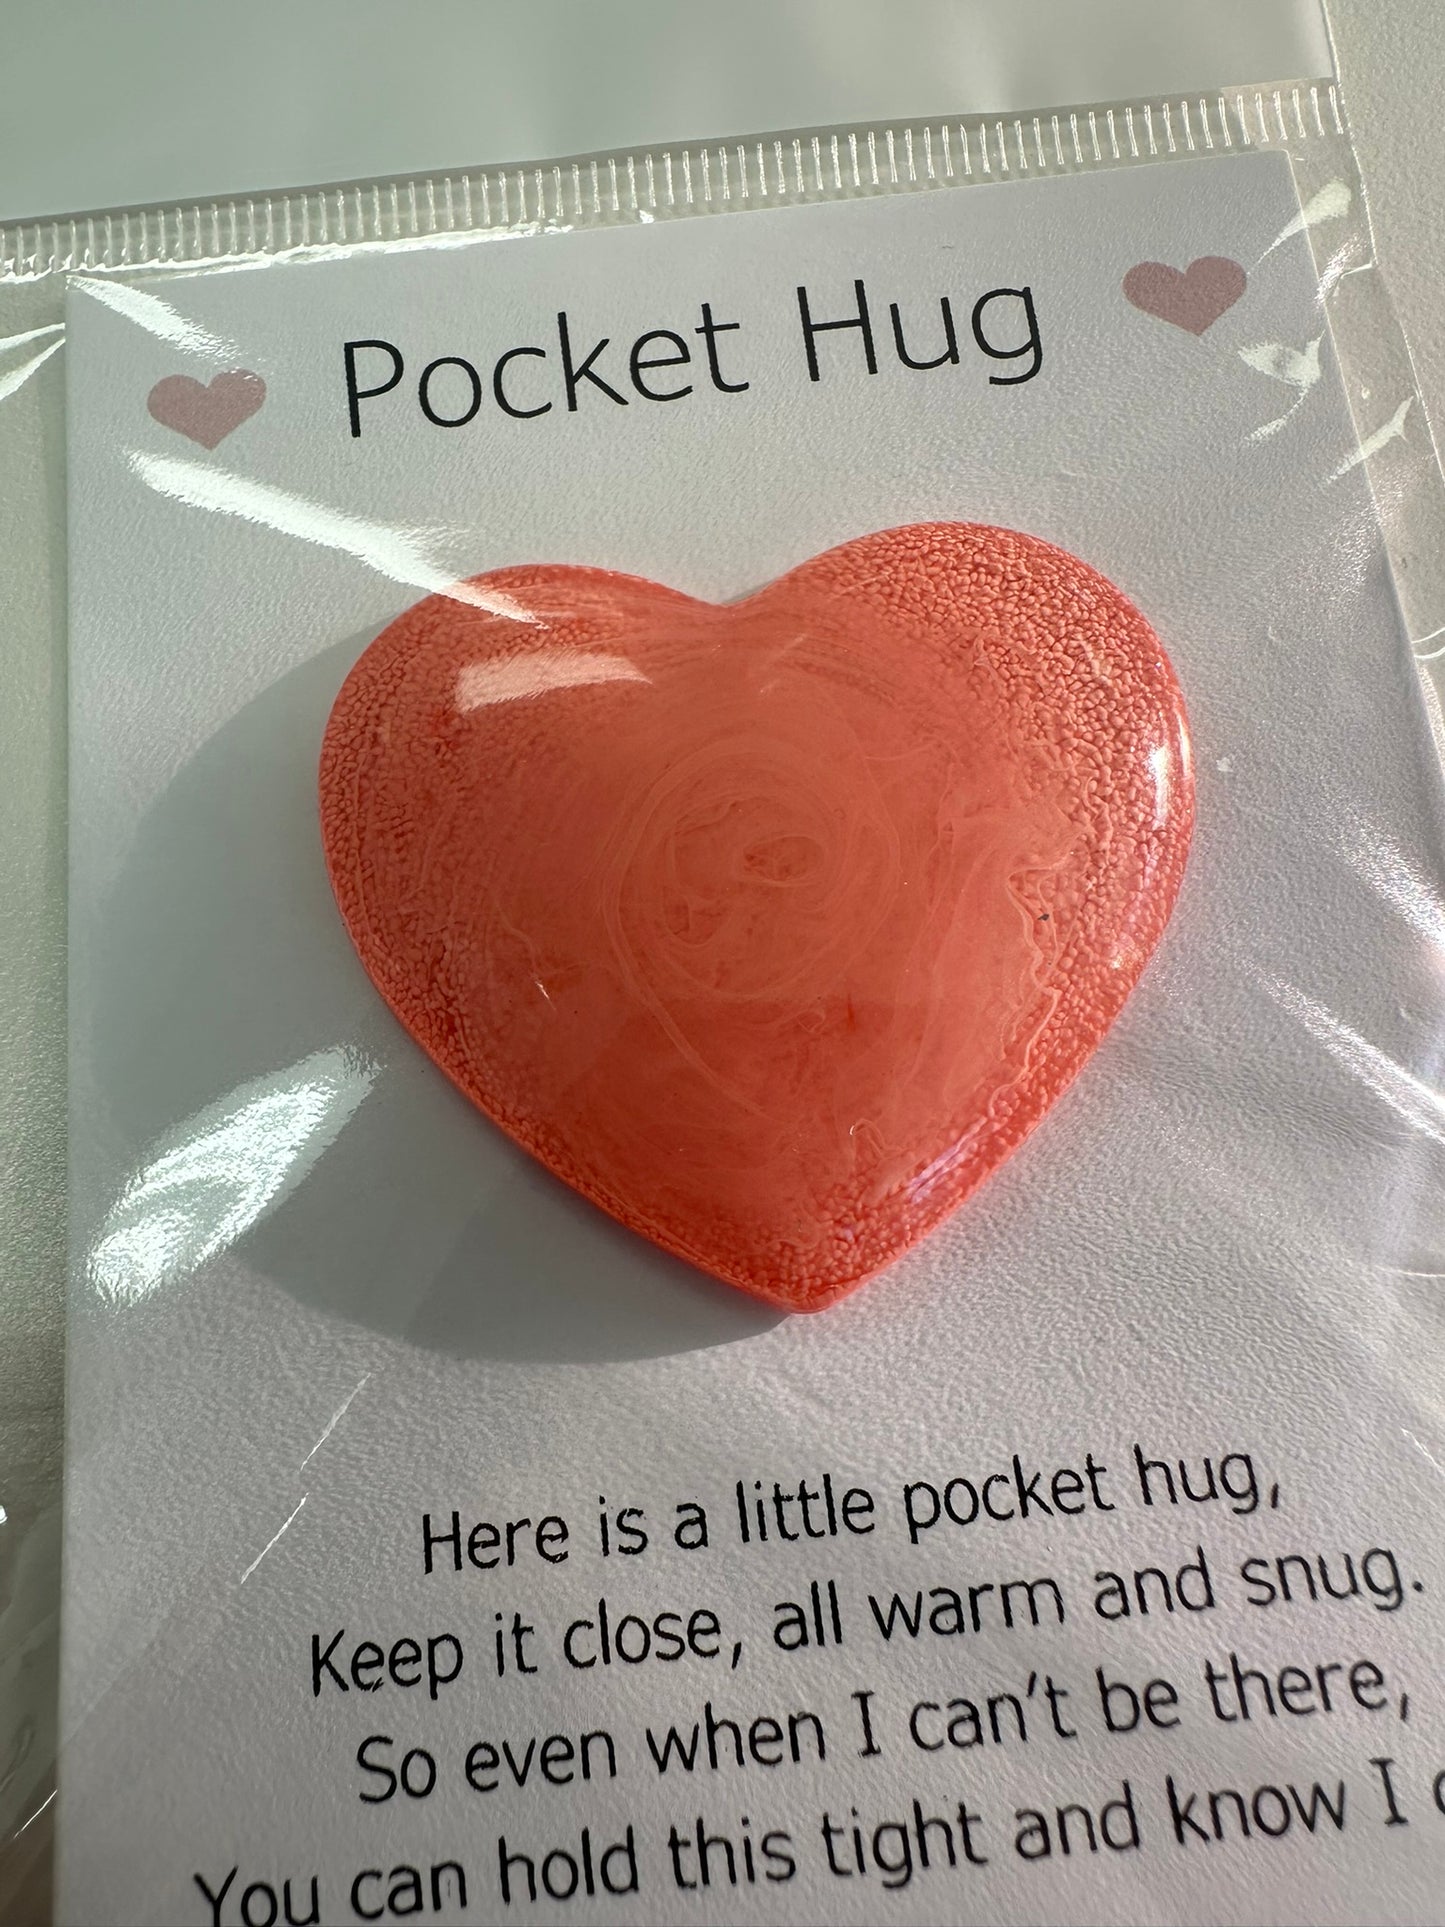 Pocket Hug
Here is a little pocket hug,
Keep it close, all warm and snug.
So even when I can't be there,
You can hold this tight and know I